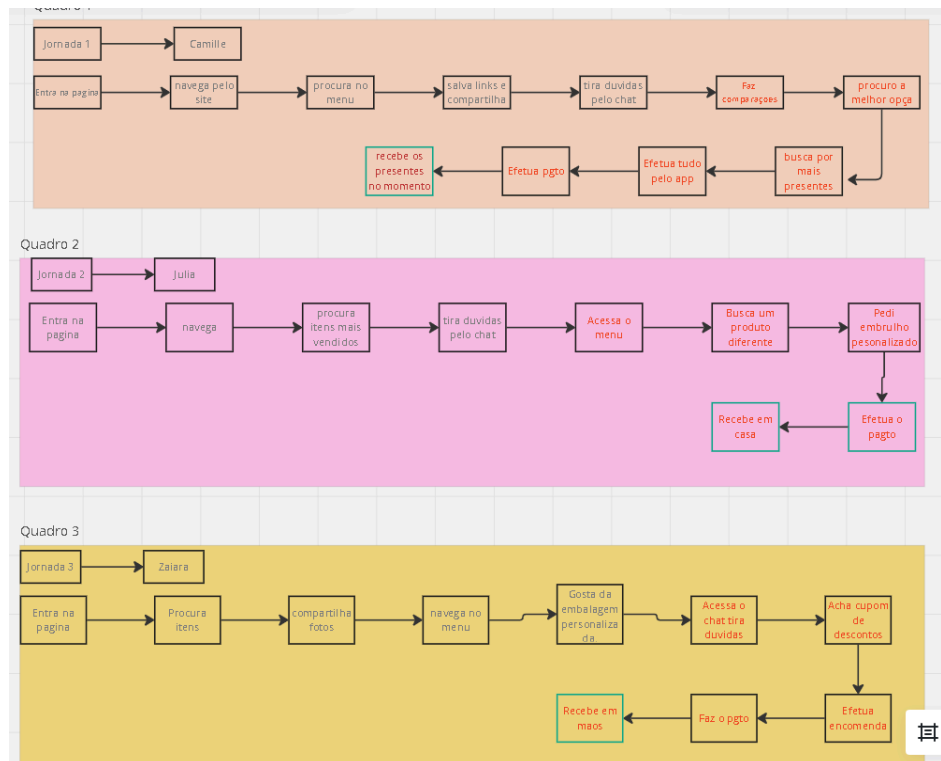 Quadro 1
Jornada 1
Camille
Entra na pagina
navega pelo
site
procura no
menu
salva links e
compartilha
tira duvidas
pelo chat
Faz
comparaçoes
procuro a
melhor opça
busca por
mais
presentes
Efetua tudo
pelo app
Efetua pgto
recebe os
presentes
no momento
Quadro 2
Jornada 2
Julia
Entra na
pagina
navega
procura
itens mais
vendidos
tira duvidas
pelo chat
Acessa o
menu
Busca um
produto
diferente
Pedi
embrulho
pesonalizado
Efetua o
pagto
Recebe em
casa
Quadro 3
Jornada 3
Zaiara
Entra na
pagina
Procura
itens
compartilha
fotos
navega no
menu
Gosta da
embalagem
personaliza
da
Acessa o
chat tira
duvidas
Acha cupom
de
descontos
Efetua
encomenda
Faz o pgto
Recebe em
maos